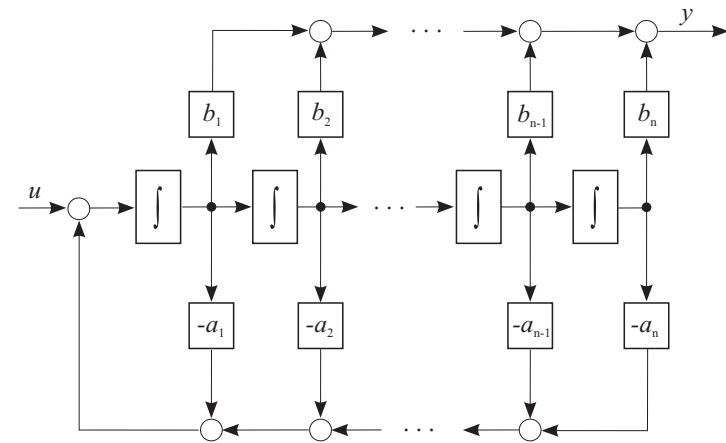 y
. . .
b₁ b₂ bₙ₋₁ bₙ
u ∫ ∫ . . . ∫ ∫
-a₁ -a₂ -aₙ₋₁ -aₙ
. . .